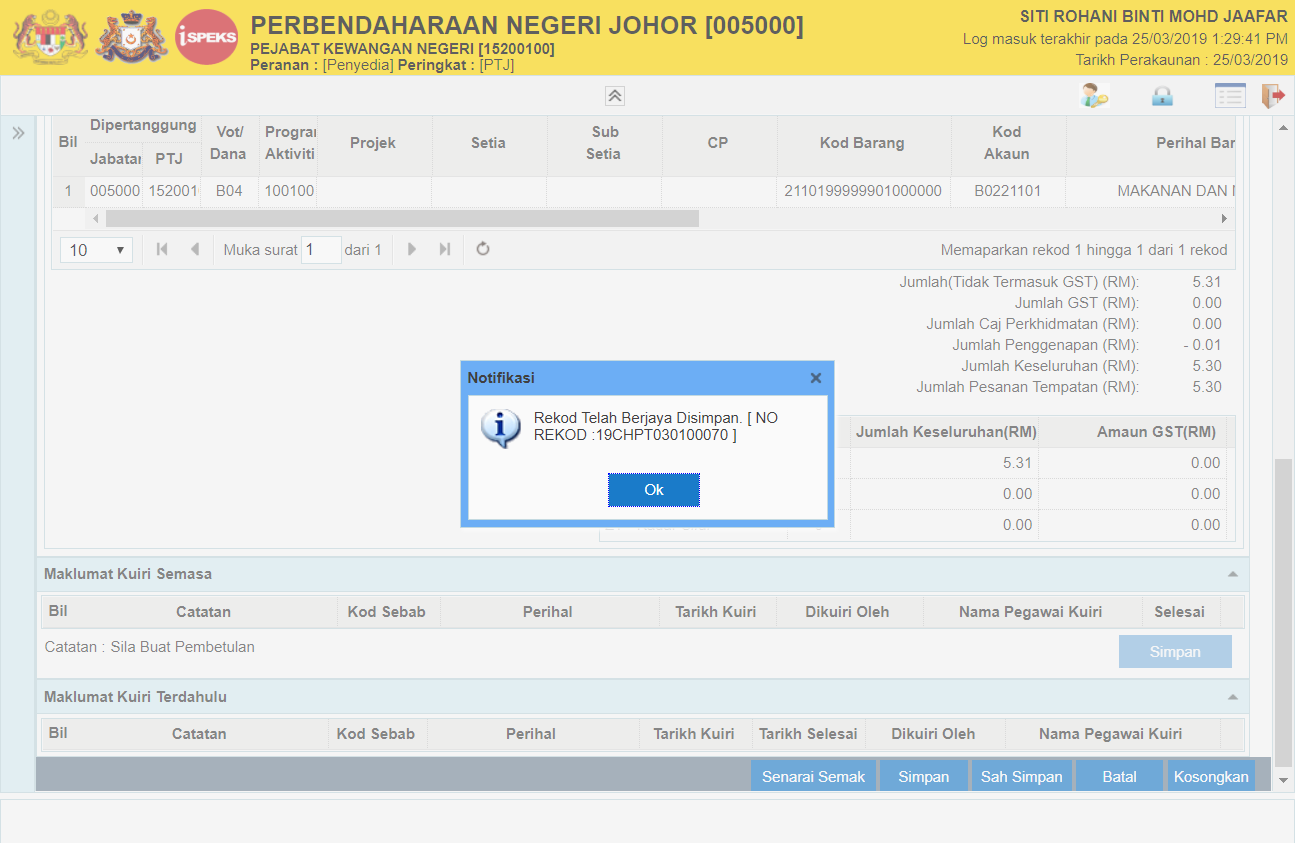 iSPEKS
PERBENDAHARAAN NEGERI JOHOR [005000]
PEJABAT KEWANGAN NEGERI [15200100]
Peranan : [Penyedia] Peringkat : [PTJ]
SITI ROHANI BINTI MOHD JAAFAR
Log masuk terakhir pada 25/03/2019 1:29:41 PM
Tarikh Perakaunan : 25/03/2019
Bil Dipertanggung Vot/ Dana Program Aktiviti Projek Setia Sub Setia CP Kod Barang Kod Akaun Perihal Bar
Jabatan PTJ
1 005000 152001 B04 100100 2110199999901000000 B0221101 MAKANAN DAN
10 Muka surat 1 dari 1 Memaparkan rekod 1 hingga 1 dari 1 rekod
Jumlah(Tidak Termasuk GST) (RM): 5.31
Jumlah GST (RM): 0.00
Jumlah Caj Perkhidmatan (RM): 0.00
Jumlah Penggenapan (RM): - 0.01
Jumlah Keseluruhan (RM): 5.30
Jumlah Pesanan Tempatan (RM): 5.30
Notifikasi
Rekod Telah Berjaya Disimpan. [ NO
REKOD :19CHPT030100070 ]
Ok
Jumlah Keseluruhan(RM) Amaun GST(RM)
5.31 0.00
0.00 0.00
0.00 0.00
Maklumat Kuiri Semasa
Bil Catatan Kod Sebab Perihal Tarikh Kuiri Dikuiri Oleh Nama Pegawai Kuiri Selesai
Catatan : Sila Buat Pembetulan
Simpan
Maklumat Kuiri Terdahulu
Bil Catatan Kod Sebab Perihal Tarikh Kuiri Tarikh Selesai Dikuiri Oleh Nama Pegawai Kuiri
Senarai Semak Simpan Sah Simpan Batal Kosongkan